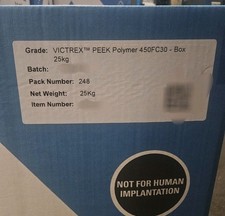 Grade: VICTREX™ PEEK Polymer 450FC30 - Box
25kg
Batch:
Pack Number: 248
Net Weight: 25Kg
Item Number:
NOT FOR HUMAN
IMPLANTATION